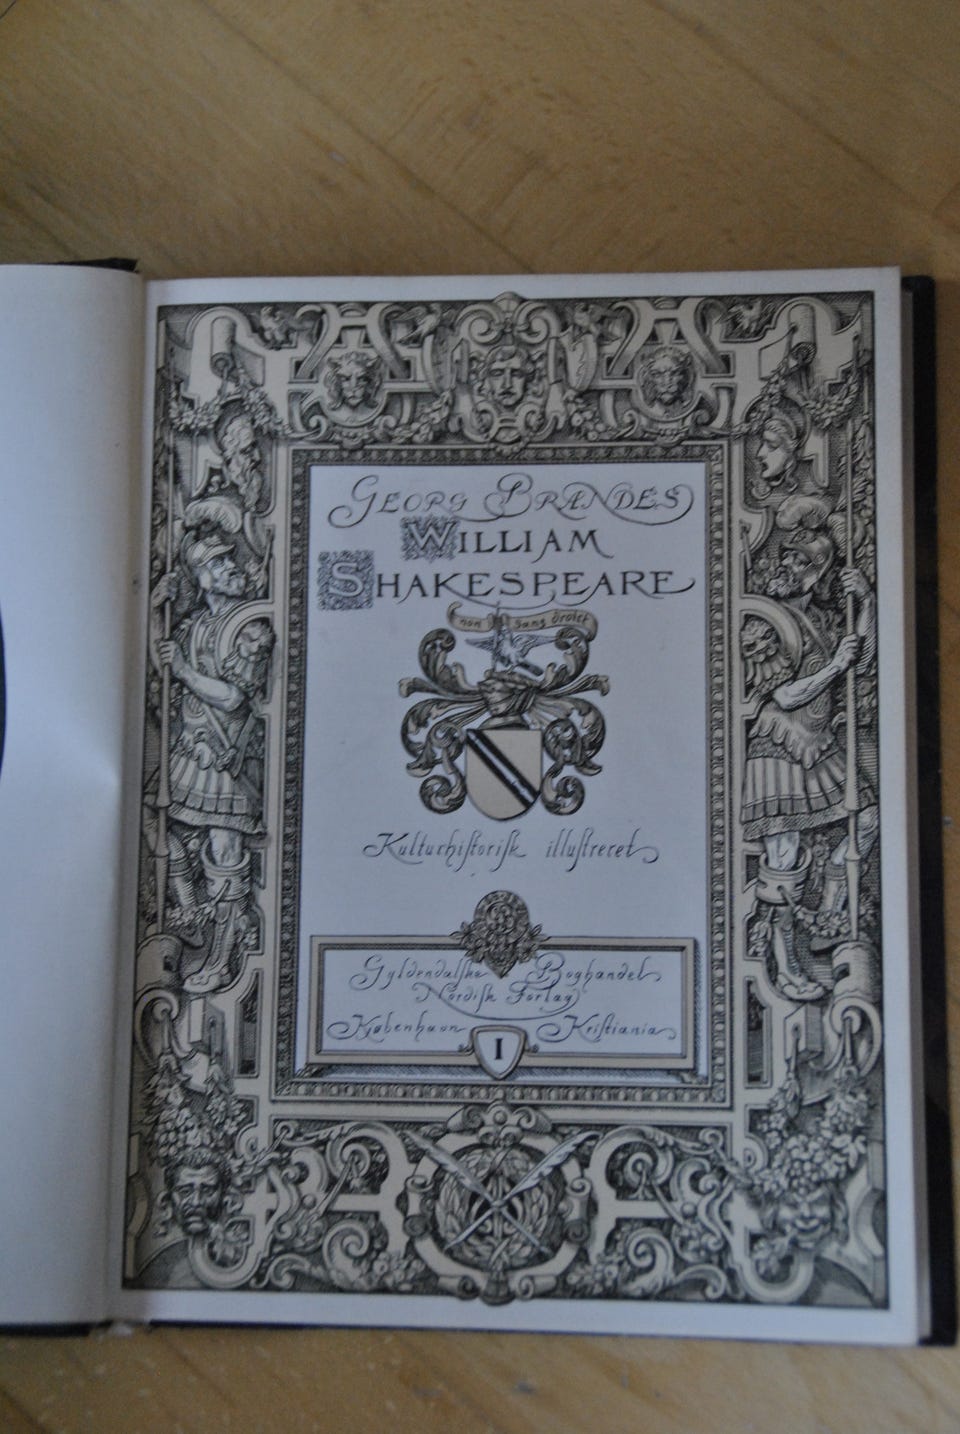 GEORG BRANDES
WILLIAM
SHAKESPEARE
non sanz droict
Kulturhiſtoriſk illuſtreret
Gyldendalſke Boghandel
Nordiſk Forlag
København Kriſtiania
I